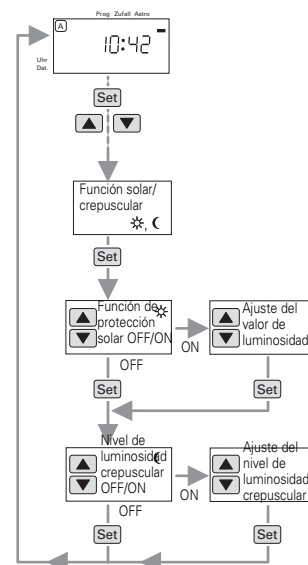 Prog Zufall Astro
A
10:42
Uhr
Dat.
Set
Función solar/
crepuscular
Set
Función de
protección
solar OFF/ON
ON
Ajuste del
valor de
luminosidad
OFF
Set
Set
Nivel de
luminosidad
crepuscular
OFF/ON
ON
Ajuste del
nivel de
luminosidad
crepuscular
OFF
Set
Set